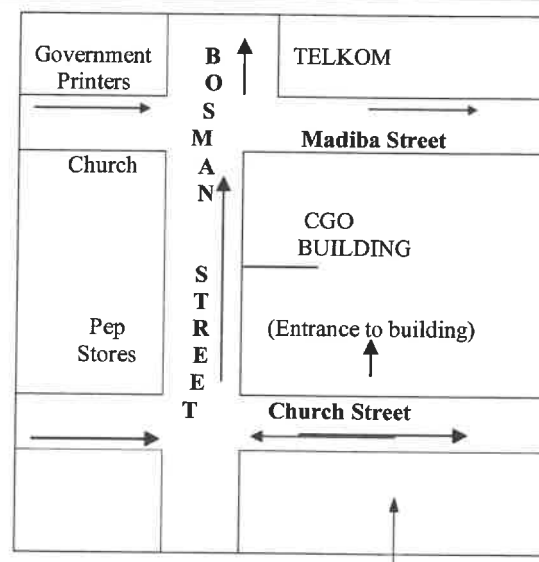 Government
Printers
BOSMAN STREET
TELKOM
Madiba Street
Church
CGO
BUILDING
Pep
Stores
(Entrance to building)
Church Street